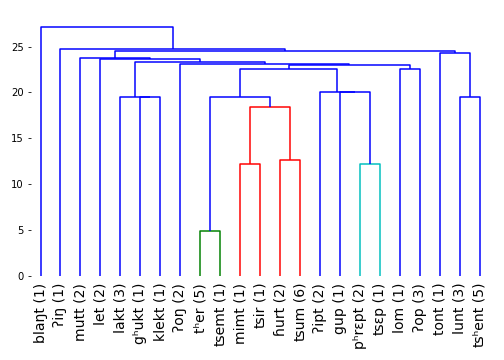 25
20
15
10
5
0
blaŋt (1)
ʔiŋ (1)
mutt (2)
let (2)
lakt (3)
gʰukt (1)
klekt (1)
ʔoŋ (2)
tʰer (5)
tsemt (1)
mimt (1)
tsir (1)
ɦurt (2)
tsum (6)
ʔipt (2)
gup (1)
pʰrɛpt (2)
tsɛp (1)
lom (1)
ʔop (3)
tont (1)
lunt (3)
tsʰent (5)